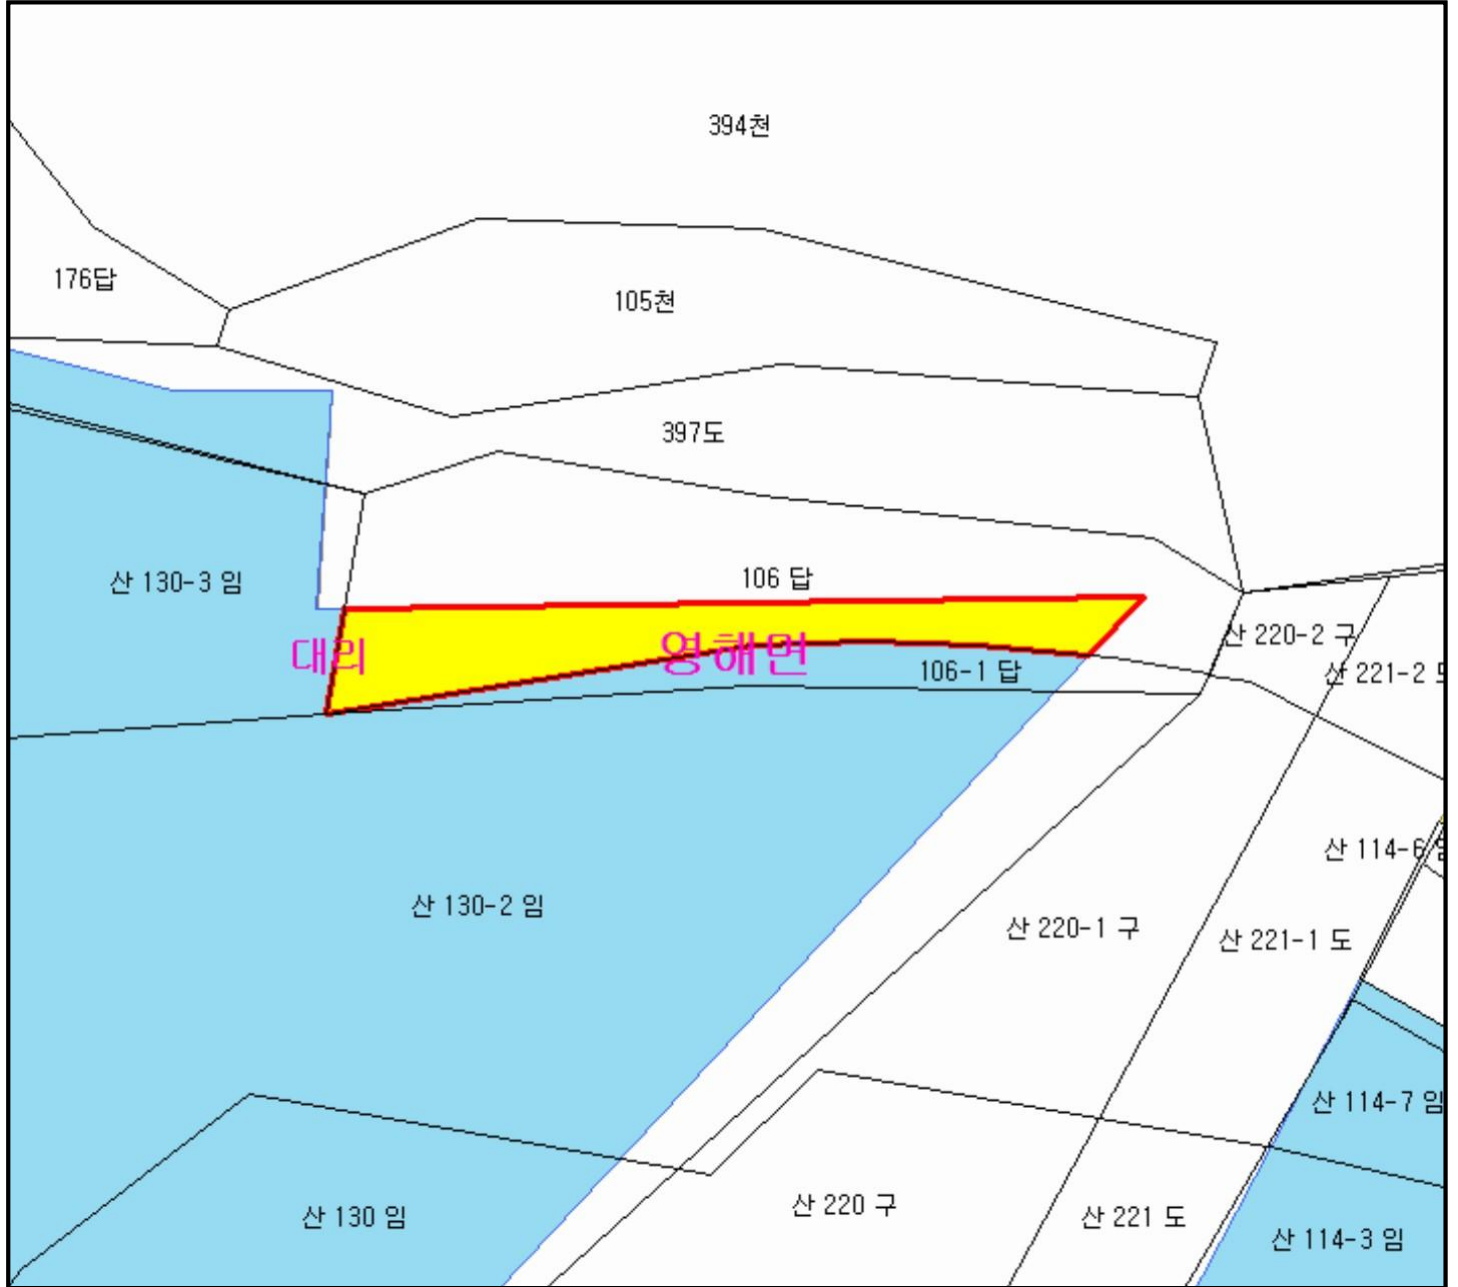 394천
176답
105천
397도
106 답
산 130-3 임
대리
영해면
106-1 답
산 220-2 구
산 221-2
산 114-6
산 130-2 임
산 220-1 구
산 221-1 도
산 114-7 임
산 130 임
산 220 구
산 221 도
산 114-3 임